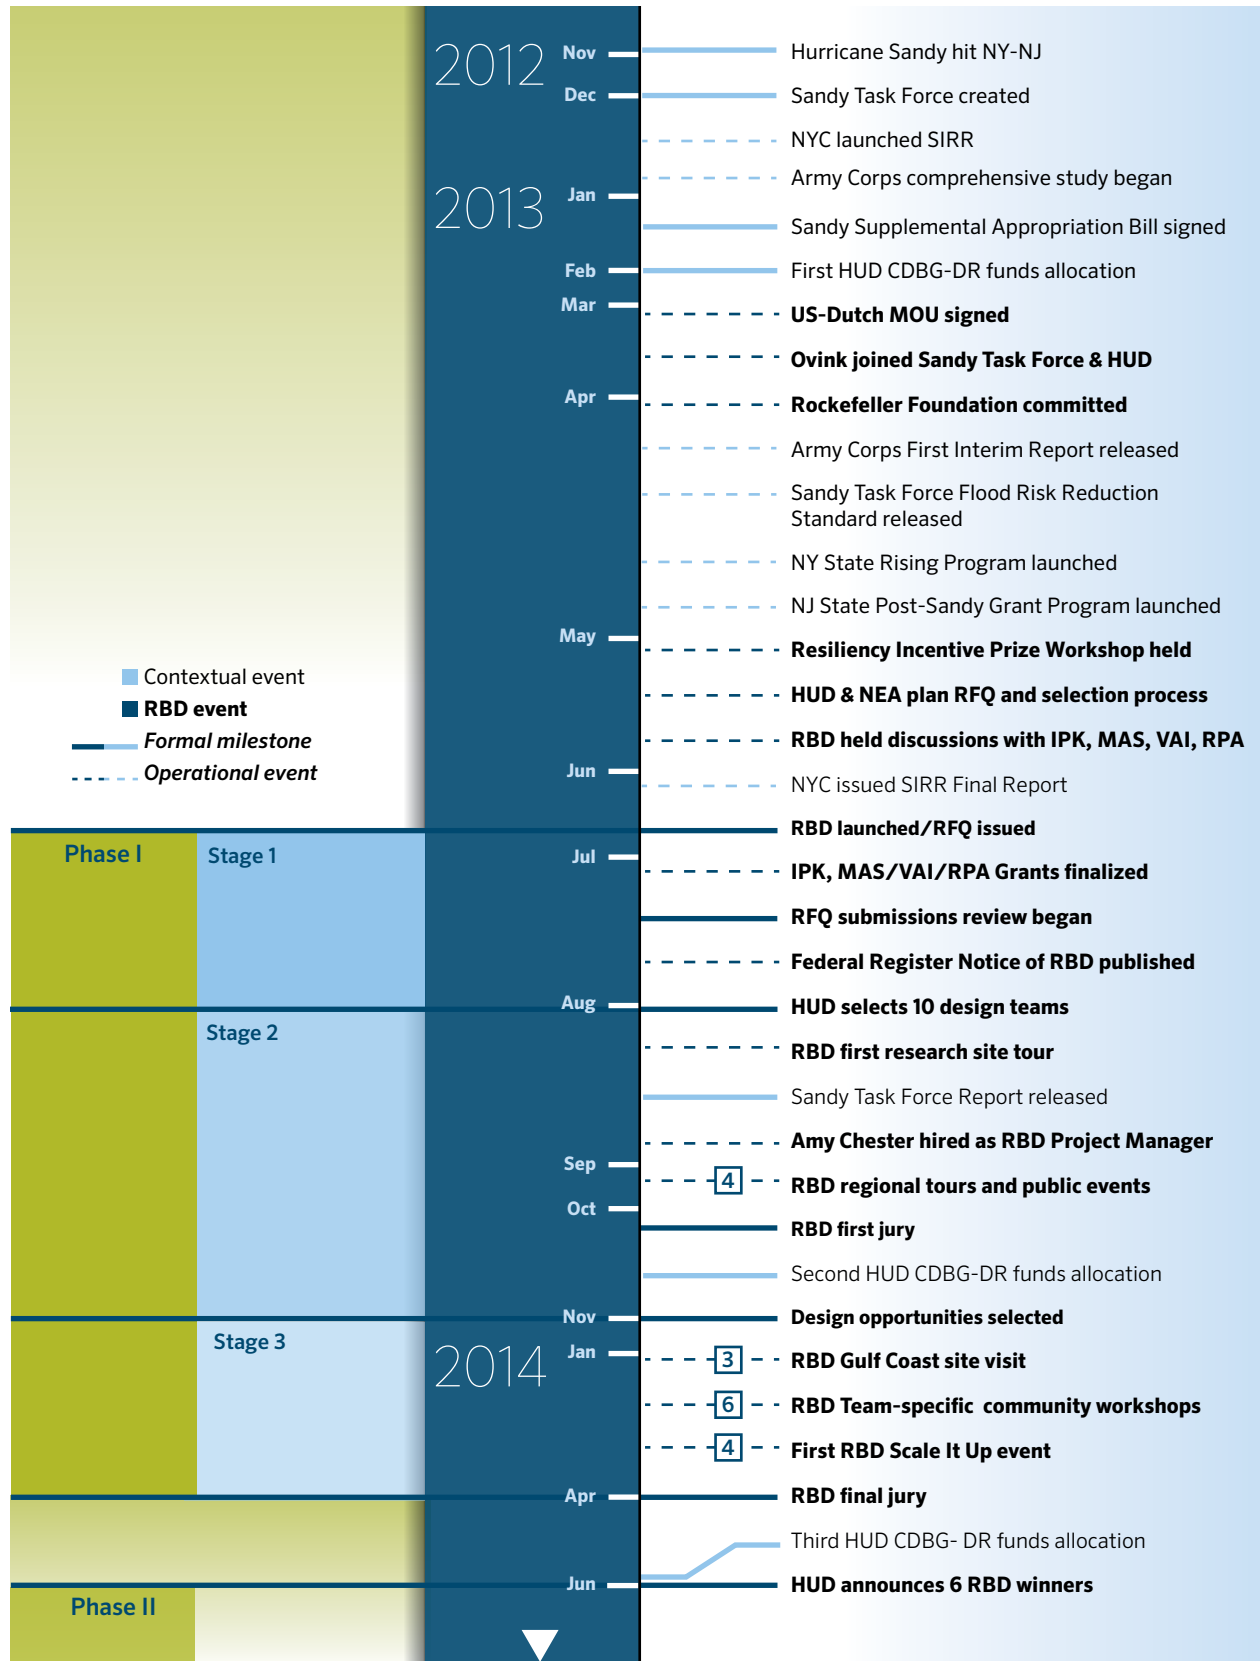 2012
Nov
Hurricane Sandy hit NY-NJ
Dec
Sandy Task Force created
NYC launched SIRR
Army Corps comprehensive study began
2013
Jan
Sandy Supplemental Appropriation Bill signed
Feb
First HUD CDBG-DR funds allocation
Mar
US-Dutch MOU signed
Ovink joined Sandy Task Force & HUD
Apr
Rockefeller Foundation committed
Army Corps First Interim Report released
Sandy Task Force Flood Risk Reduction
Standard released
NY State Rising Program launched
NJ State Post-Sandy Grant Program launched
May
Resiliency Incentive Prize Workshop held
Contextual event
RBD event
Formal milestone
Operational event
HUD & NEA plan RFQ and selection process
RBD held discussions with IPK, MAS, VAI, RPA
Jun
NYC issued SIRR Final Report
RBD launched/RFQ issued
Phase I
Stage 1
Jul
IPK, MAS/VAI/RPA Grants finalized
RFQ submissions review began
Federal Register Notice of RBD published
Aug
HUD selects 10 design teams
Stage 2
RBD first research site tour
Sandy Task Force Report released
Amy Chester hired as RBD Project Manager
Sep
4
RBD regional tours and public events
Oct
RBD first jury
Second HUD CDBG-DR funds allocation
Nov
Design opportunities selected
Stage 3
2014
Jan
3
RBD Gulf Coast site visit
6
RBD Team-specific community workshops
4
First RBD Scale It Up event
Apr
RBD final jury
Third HUD CDBG- DR funds allocation
Jun
HUD announces 6 RBD winners
Phase II